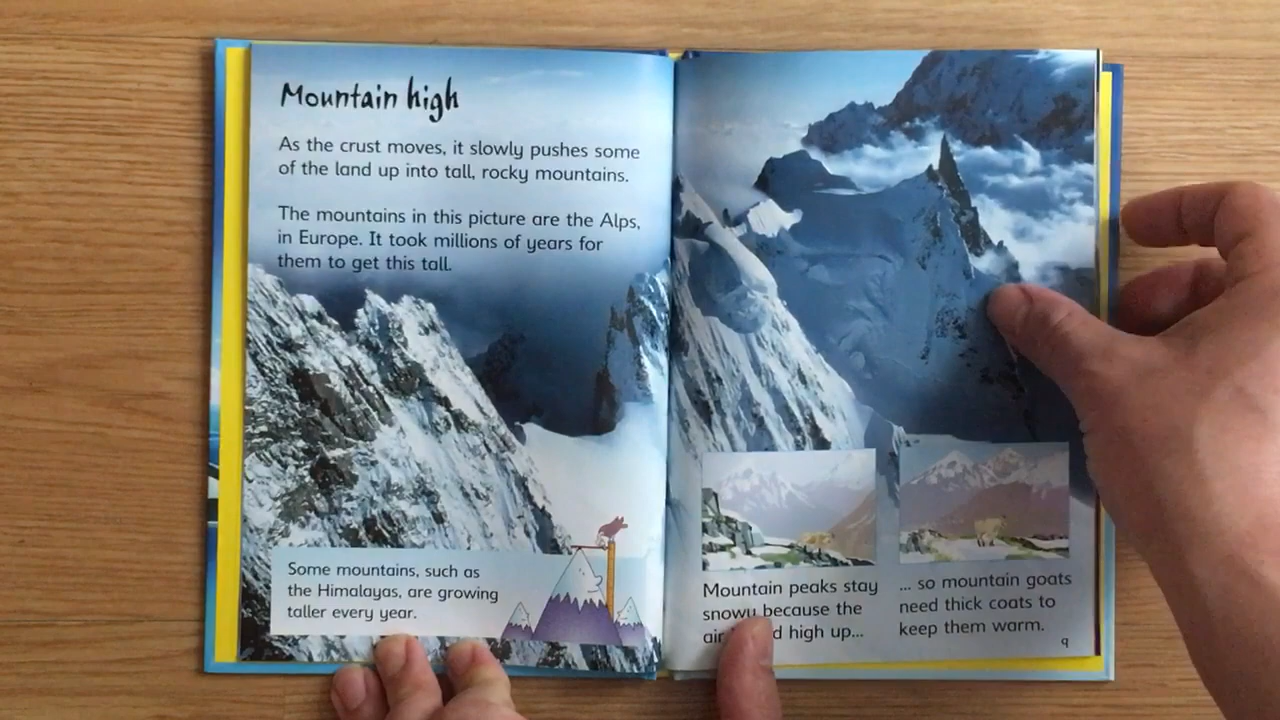 Mountain high
As the crust moves, it slowly pushes some
of the land up into tall, rocky mountains.
The mountains in this picture are the Alps,
in Europe. It took millions of years for
them to get this tall.
Some mountains, such as
the Himalayas, are growing
taller every year.
Mountain peaks stay
snowy because the
air high up...
... so mountain goats
need thick coats to
keep them warm.
9